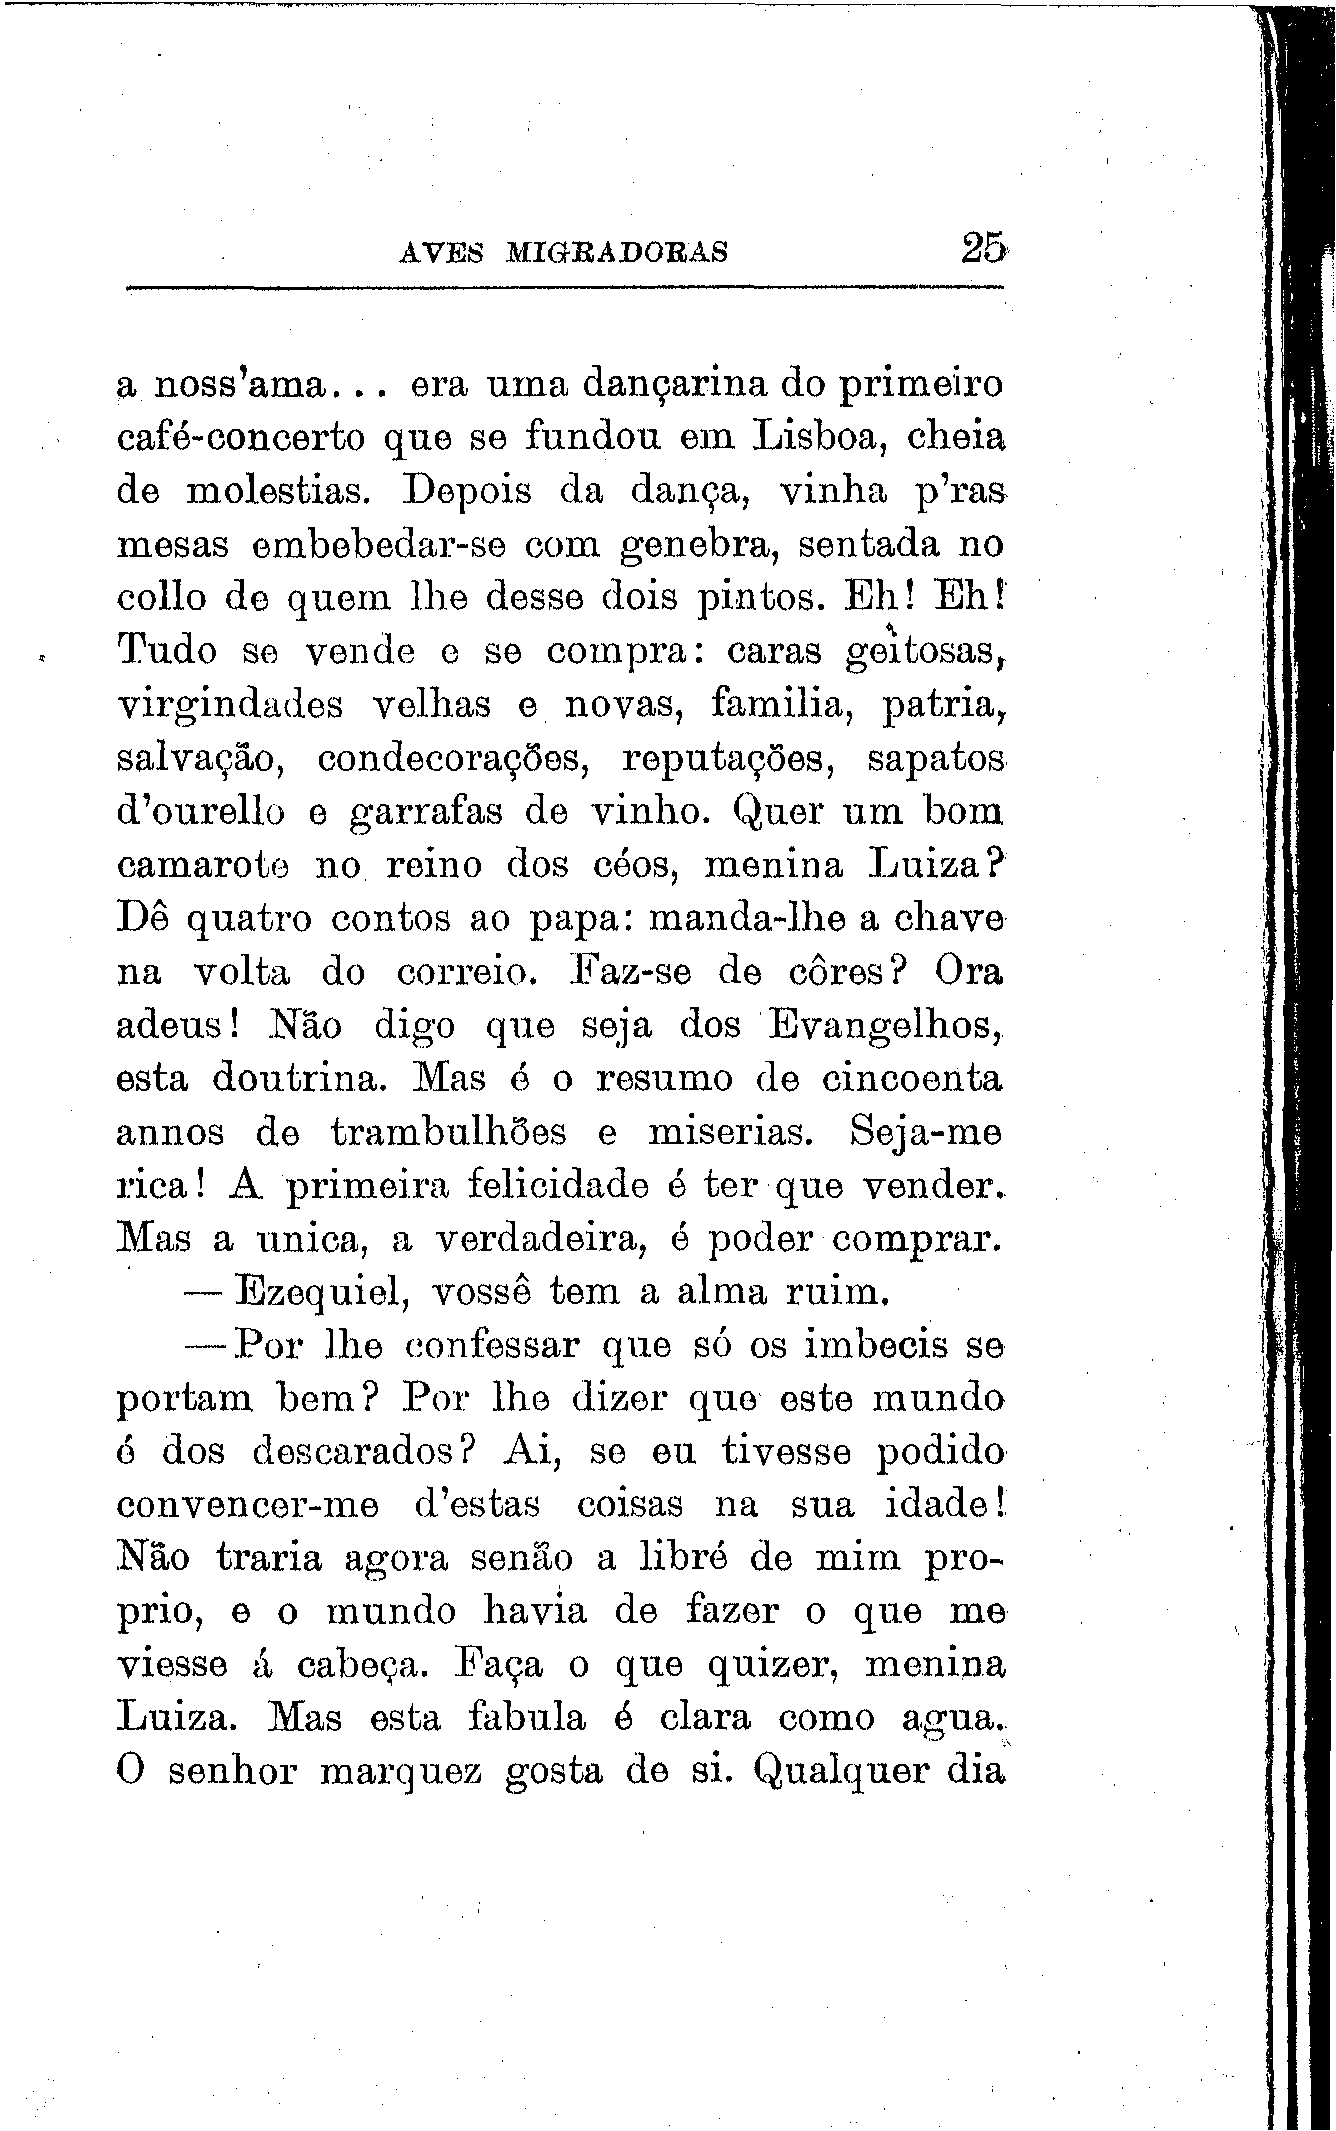 AVES MIGRADORAS 25
a noss'ama... era uma dançarina do primeiro
café-concerto que se fundou em Lisboa, cheia
de molestias. Depois da dança, vinha p'ras
mesas embebedar-se com genebra, sentada no
collo de quem lhe desse dois pintos. Eh! Eh!
Tudo se vende e se compra: caras geitosas,
virgindades velhas e novas, familia, patria,
salvação, condecorações, reputações, sapatos
d'ourello e garrafas de vinho. Quer um bom
camarote no reino dos céos, menina Luiza?
Dê quatro contos ao papa: manda-lhe a chave
na volta do correio. Faz-se de côres? Ora
adeus! Não digo que seja dos Evangelhos,
esta doutrina. Mas é o resumo de cincoenta
annos de trambulhões e miserias. Seja-me
rica! A primeira felicidade é ter que vender.
Mas a unica, a verdadeira, é poder comprar.
— Ezequiel, vossê tem a alma ruim.
— Por lhe confessar que só os imbecis se
portam bem? Por lhe dizer que este mundo
é dos descarados? Ai, se eu tivesse podido
convencer-me d'estas coisas na sua idade!
Não traria agora senão a libré de mim pro-
prio, e o mundo havia de fazer o que me
viesse á cabeça. Faça o que quizer, menina
Luiza. Mas esta fabula é clara como agua.
O senhor marquez gosta de si. Qualquer dia